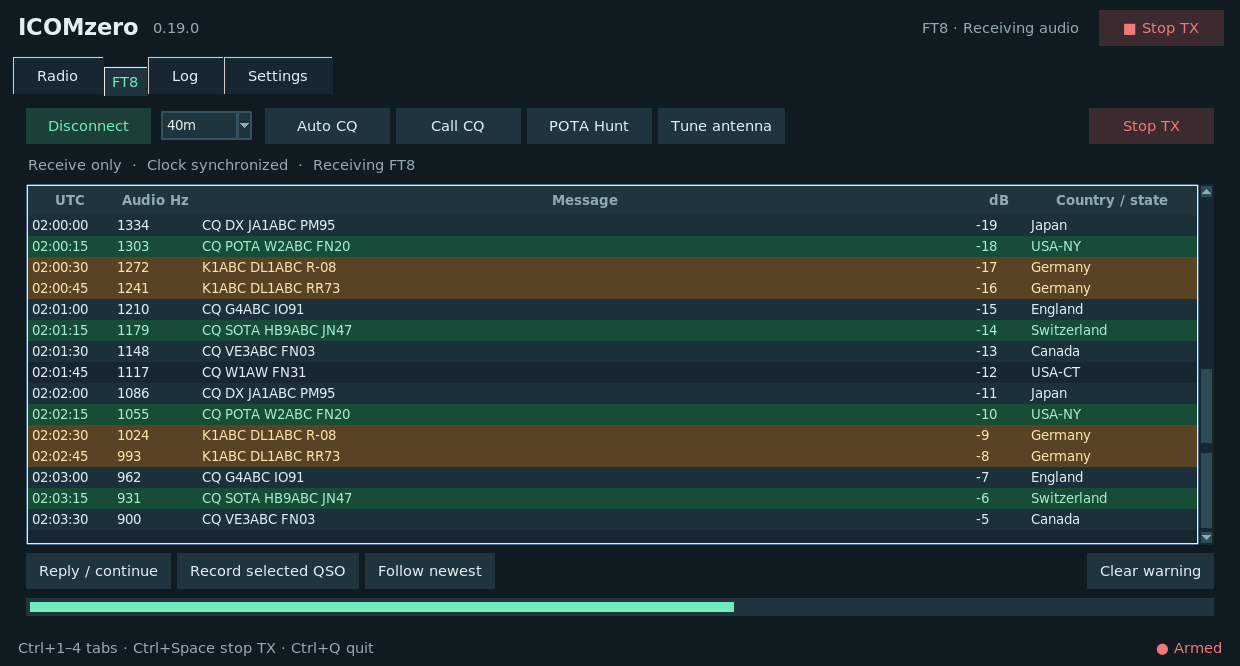 ICOMzero 0.19.0 FT8 · Receiving audio ■ Stop TX
Radio FT8 Log Settings
Disconnect 40m Auto CQ Call CQ POTA Hunt Tune antenna Stop TX
Receive only · Clock synchronized · Receiving FT8
UTC Audio Hz Message dB Country / state
02:00:00 1334 CQ DX JA1ABC PM95 -19 Japan
02:00:15 1303 CQ POTA W2ABC FN20 -18 USA-NY
02:00:30 1272 K1ABC DL1ABC R-08 -17 Germany
02:00:45 1241 K1ABC DL1ABC RR73 -16 Germany
02:01:00 1210 CQ G4ABC IO91 -15 England
02:01:15 1179 CQ SOTA HB9ABC JN47 -14 Switzerland
02:01:30 1148 CQ VE3ABC FN03 -13 Canada
02:01:45 1117 CQ W1AW FN31 -12 USA-CT
02:02:00 1086 CQ DX JA1ABC PM95 -11 Japan
02:02:15 1055 CQ POTA W2ABC FN20 -10 USA-NY
02:02:30 1024 K1ABC DL1ABC R-08 -9 Germany
02:02:45 993 K1ABC DL1ABC RR73 -8 Germany
02:03:00 962 CQ G4ABC IO91 -7 England
02:03:15 931 CQ SOTA HB9ABC JN47 -6 Switzerland
02:03:30 900 CQ VE3ABC FN03 -5 Canada
Reply / continue Record selected QSO Follow newest Clear warning
Ctrl+1–4 tabs · Ctrl+Space stop TX · Ctrl+Q quit ● Armed